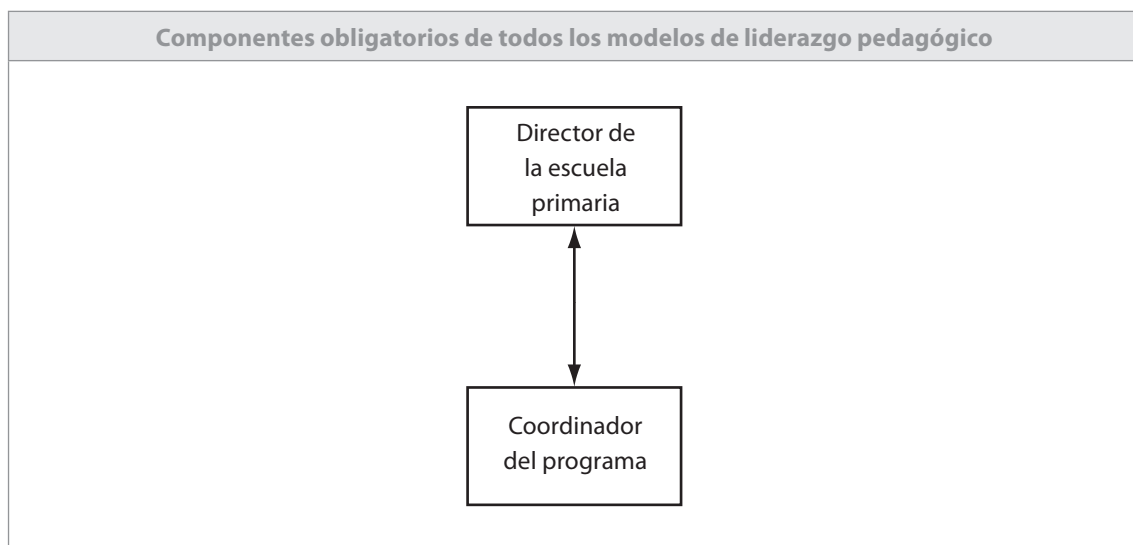 Componentes obligatorios de todos los modelos de liderazgo pedagógico
Director de
la escuela
primaria
Coordinador
del programa